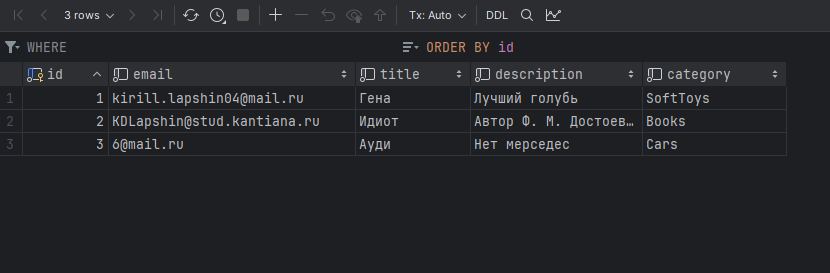 3 rows Tx: Auto DDL
WHERE ORDER BY id
id email title description category
1 1 kirill.lapshin04@mail.ru Гена Лучший голубь SoftToys
2 2 KDLapshin@stud.kantiana.ru Идиот Автор Ф. М. Достоев… Books
3 3 6@mail.ru Ауди Нет мерседес Cars